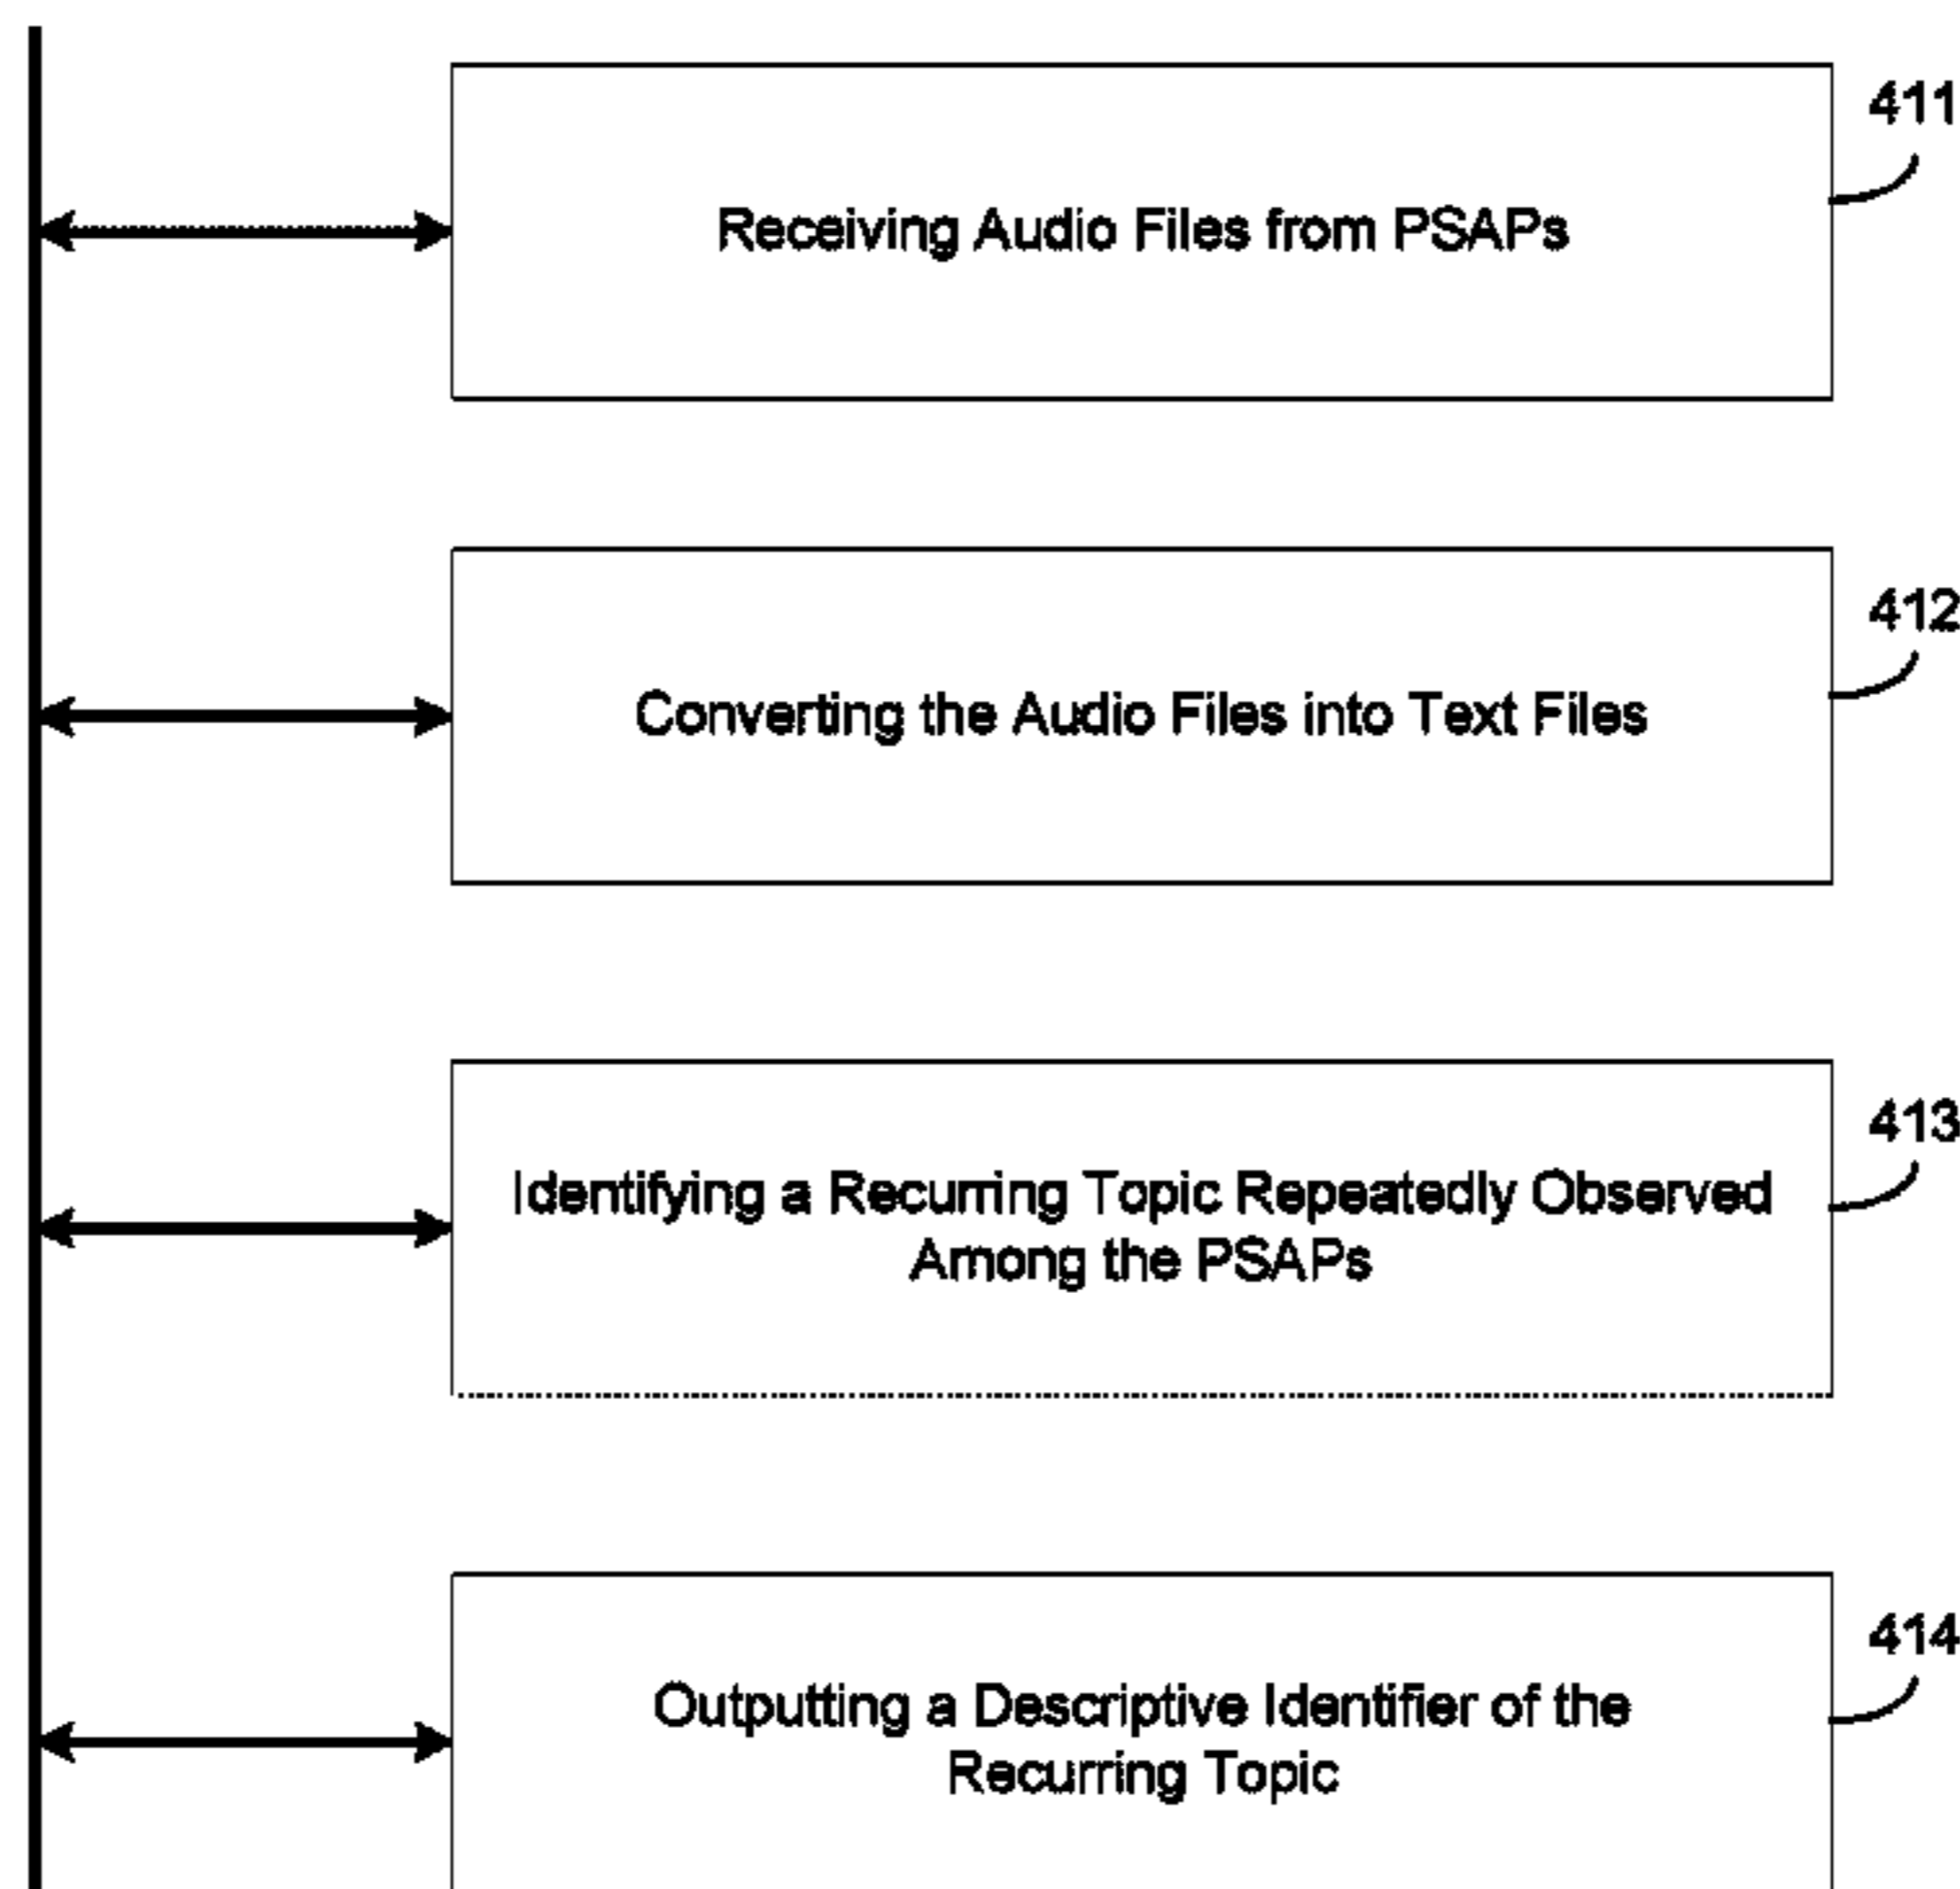 411
Receiving Audio Files from PSAPs
412
Converting the Audio Files into Text Files
413
Identifying a Recurring Topic Repeatedly Observed
Among the PSAPs
414
Outputting a Descriptive Identifier of the
Recurring Topic